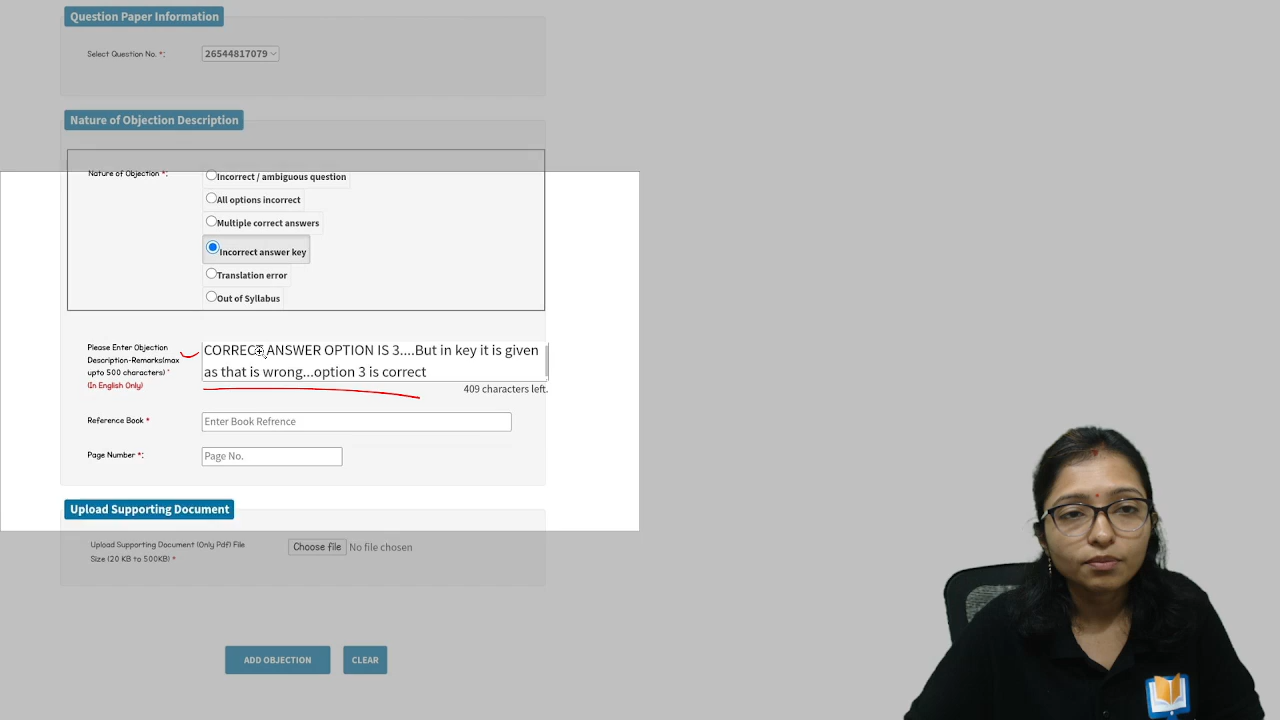 Question Paper Information
Select Question No. *: 26544817079
Nature of Objection Description
Nature of Objection *:
Incorrect / ambiguous question
All options incorrect
Multiple correct answers
Incorrect answer key
Translation error
Out of Syllabus
Please Enter Objection
Description-Remarks(max
upto 500 characters) *
(In English Only)
CORRECT ANSWER OPTION IS 3....But in key it is given
as that is wrong...option 3 is correct
409 characters left.
Reference Book * Enter Book Refrence
Page Number *: Page No.
Upload Supporting Document
Upload Supporting Document (Only Pdf) File
Size (20 KB to 500KB) *
Choose file No file chosen
ADD OBJECTION CLEAR